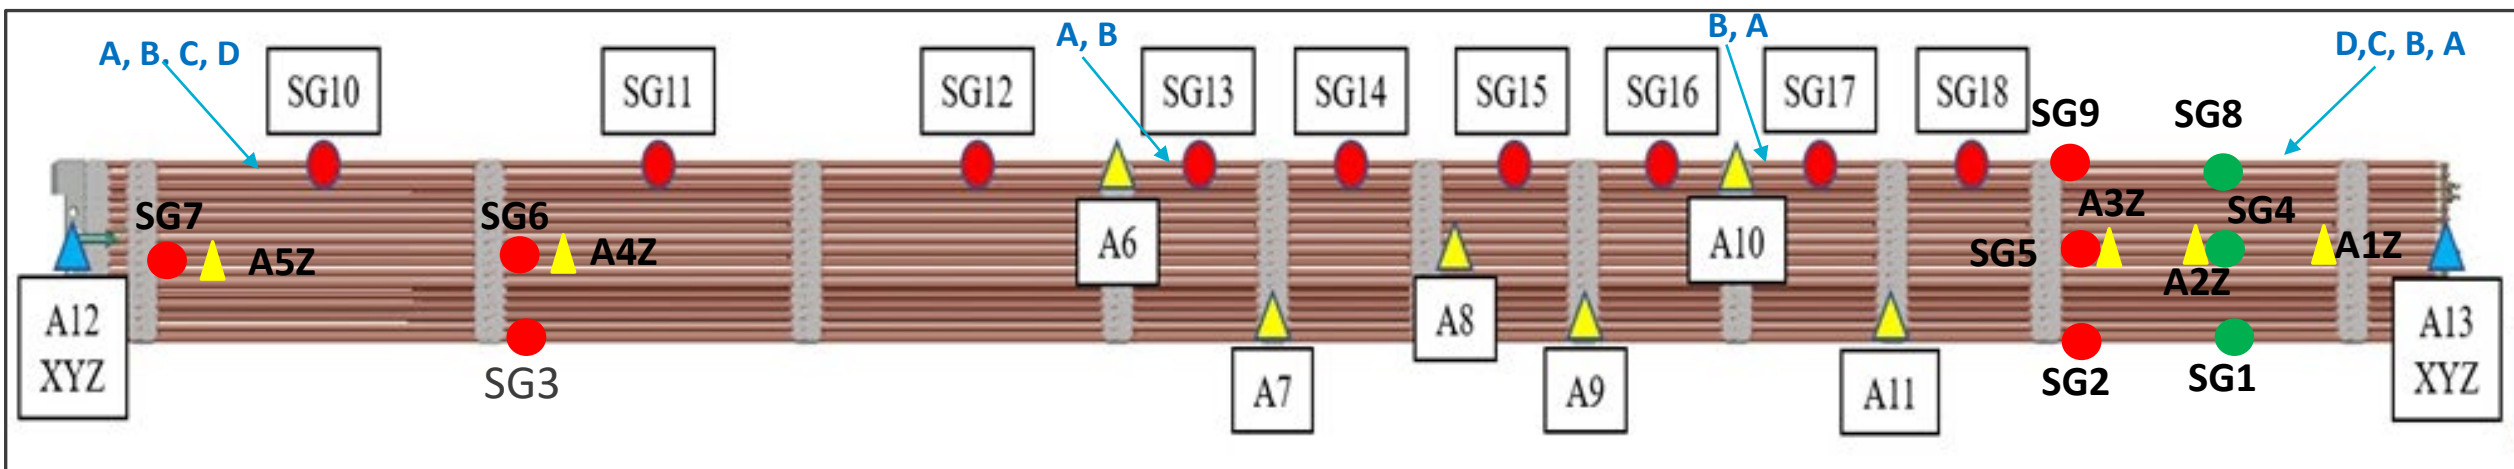 A, B, C, D
A, B
B, A
D,C, B, A
SG10
SG11
SG12
SG13
SG14
SG15
SG16
SG17
SG18
SG9
SG8
SG7
SG6
A3Z
SG4
A5Z
A4Z
A6
A10
SG5
A1Z
A2Z
A12
XYZ
A8
A13
XYZ
SG3
A7
A9
A11
SG2
SG1